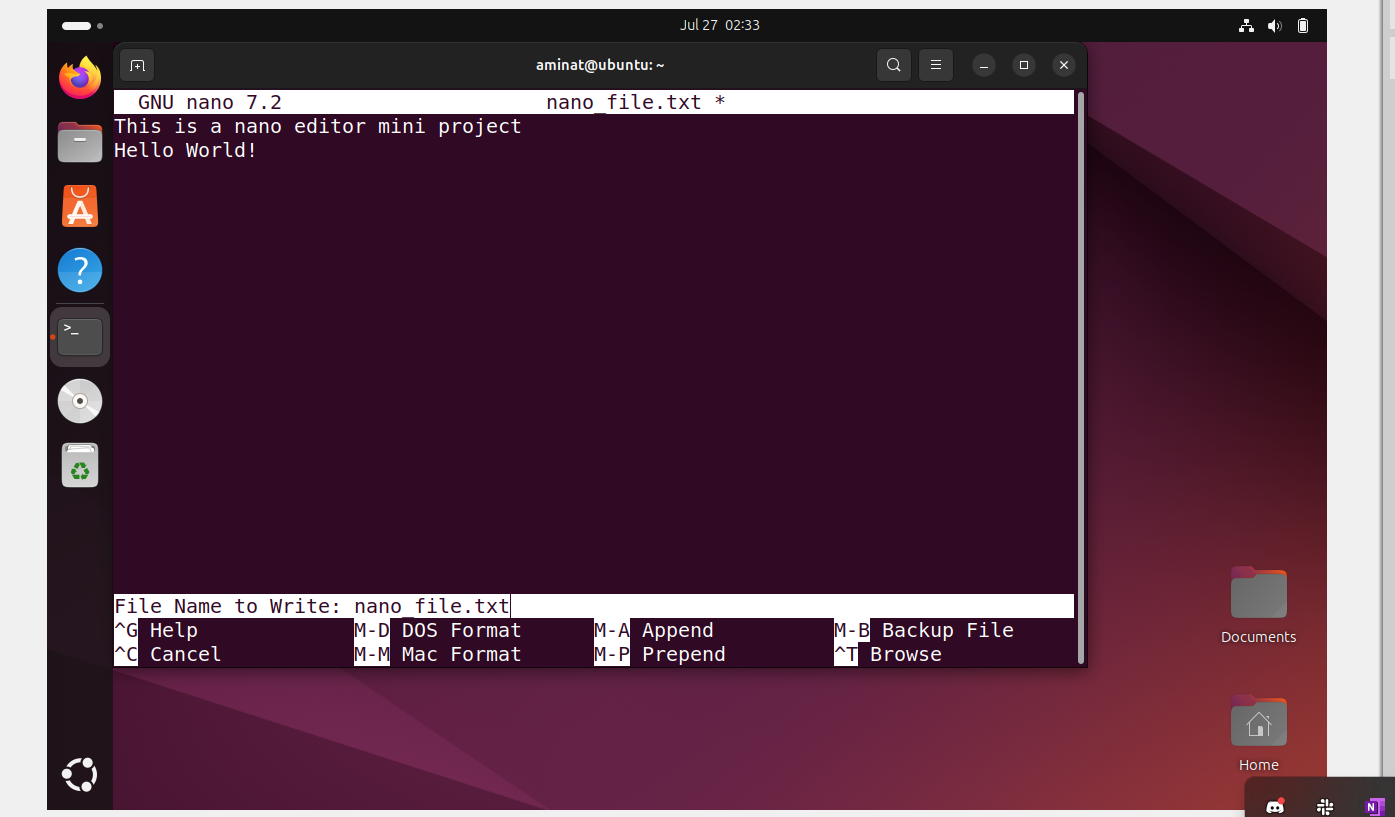 Jul 27 02:33
aminat@ubuntu: ~
GNU nano 7.2 nano_file.txt *
This is a nano editor mini project
Hello World!
File Name to Write: nano_file.txt
^G Help M-D DOS Format M-A Append M-B Backup File
^C Cancel M-M Mac Format M-P Prepend ^T Browse
Documents
Home